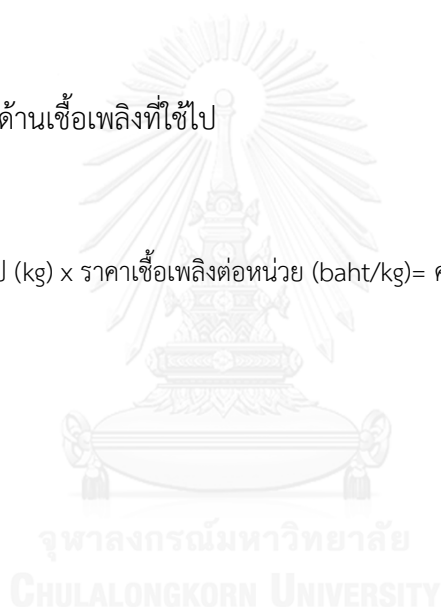 ด้านเชื้อเพลิงที่ใช้ไป
(kg) x ราคาเชื้อเพลิงต่อหน่วย (baht/kg)=
จุฬาลงกรณ์มหาวิทยาลัย
CHULALONGKORN UNIVERSITY